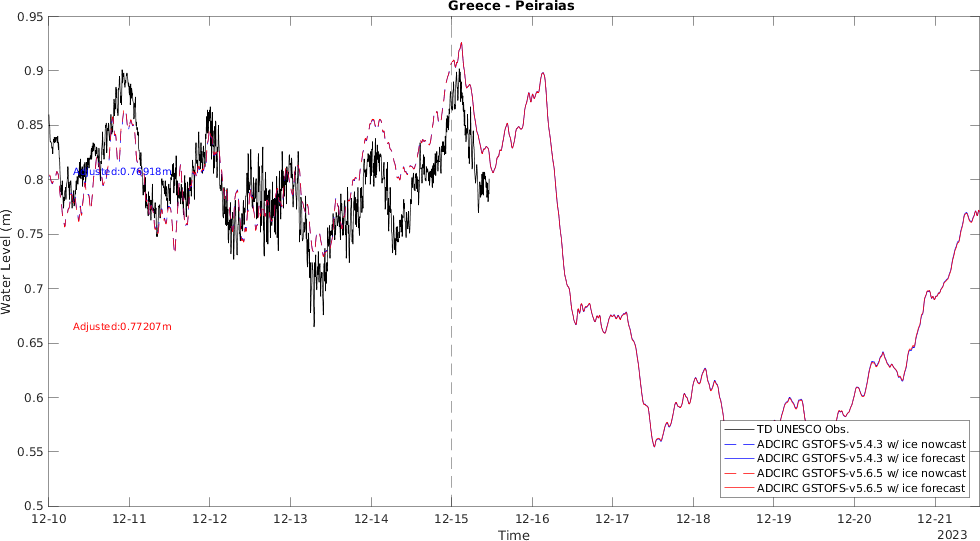 Greece - Peiraias
0.95
0.9
0.85
0.8
0.75
0.7
0.65
0.6
0.55
0.5
Water Level (m)
Adjusted:0.76918m
Adjusted:0.77207m
TD UNESCO Obs.
ADCIRC GSTOFS-v5.4.3 w/ ice nowcast
ADCIRC GSTOFS-v5.4.3 w/ ice forecast
ADCIRC GSTOFS-v5.6.5 w/ ice nowcast
ADCIRC GSTOFS-v5.6.5 w/ ice forecast
12-10 12-11 12-12 12-13 12-14 12-15 12-16 12-17 12-18 12-19 12-20 12-21
Time
2023